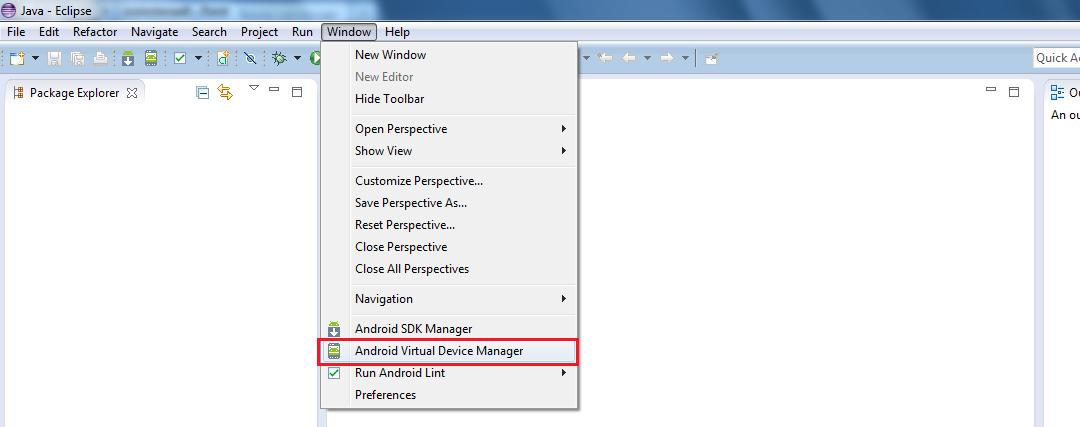 Java - Eclipse
File Edit Refactor Navigate Search Project Run Window Help
Quick Ac
Package Explorer
Ou
An ou
New Window
New Editor
Hide Toolbar
Open Perspective
Show View
Customize Perspective...
Save Perspective As...
Reset Perspective...
Close Perspective
Close All Perspectives
Navigation
Android SDK Manager
Android Virtual Device Manager
Run Android Lint
Preferences